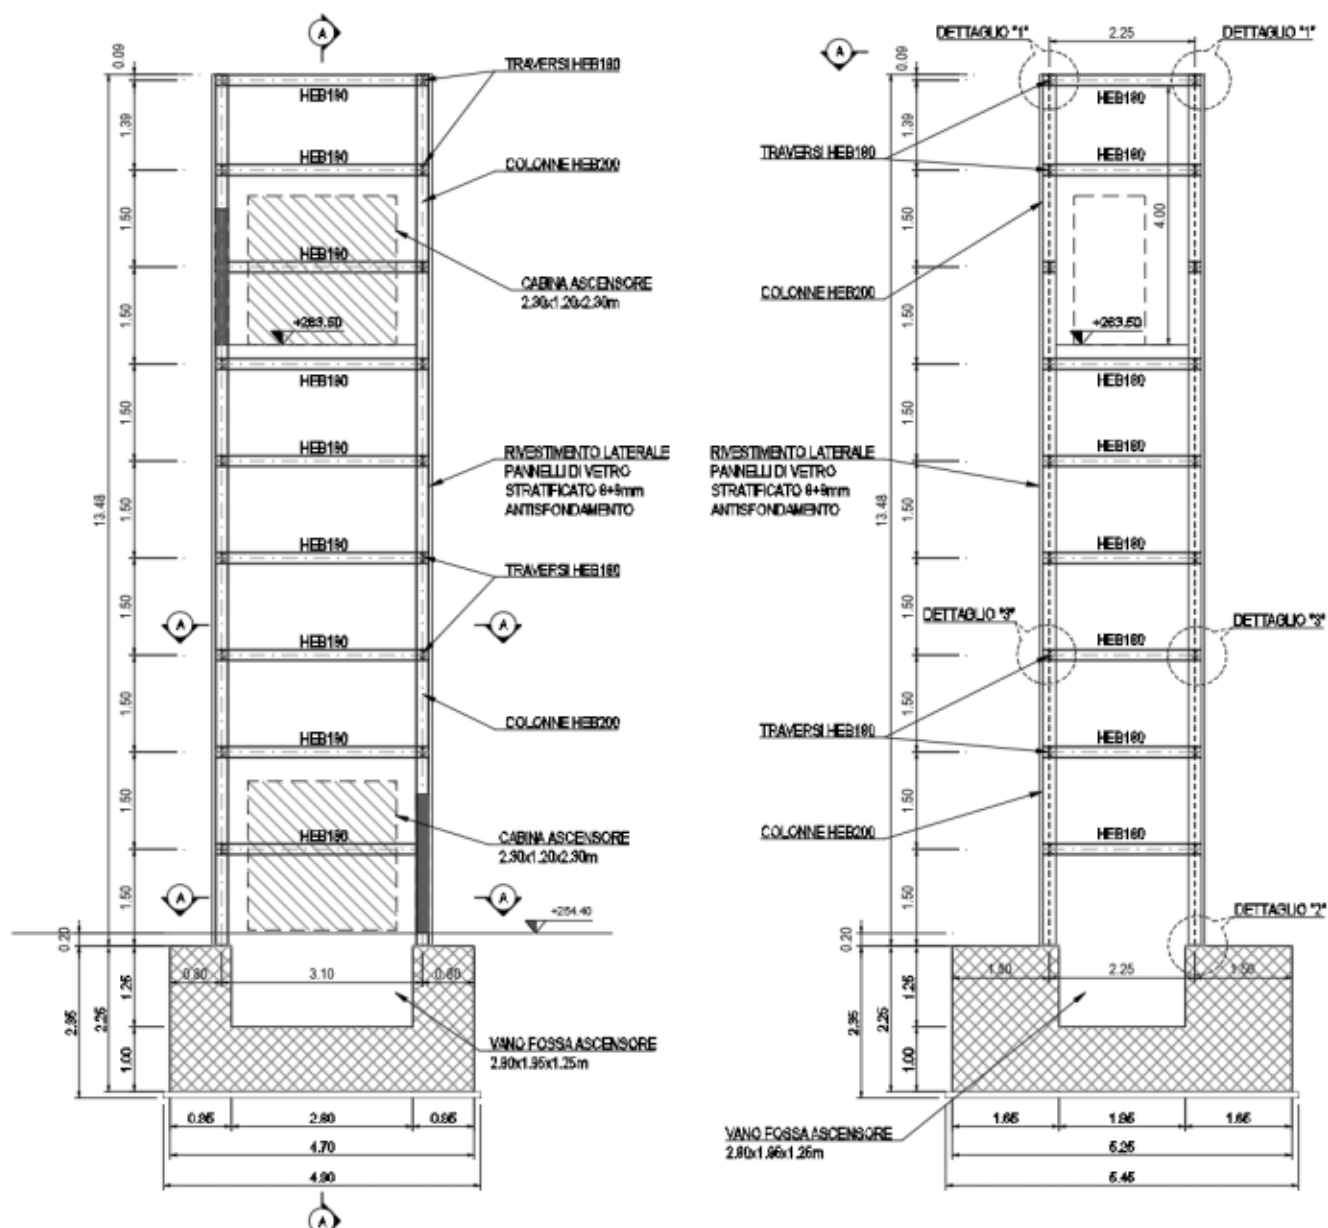 A
0.09
TRAVERSI HEB180
HEB180
1.39
HEB180
COLONNE HEB200
1.50
HEB180
CABINA ASCENSORE
2.30x1.20x2.30m
+263.50
1.50
HEB180
1.50
HEB180
RIVESTIMENTO LATERALE
PANNELLI DI VETRO
STRATIFICATO 8+8mm
ANTISFONDAMENTO
13.48
1.50
HEB180
TRAVERSI HEB180
1.50
A
A
HEB180
1.50
COLONNE HEB200
HEB180
1.50
HEB180
CABINA ASCENSORE
2.30x1.20x2.30m
1.50
A
A
+254.40
0.20
0.80
3.10
0.80
1.25
2.35
2.25
1.00
VANO FOSSA ASCENSORE
2.80x1.95x1.25m
0.95
2.80
0.95
4.70
4.90
A
DETTAGLIO "1"
2.25
DETTAGLIO "1"
A
0.09
HEB180
1.39
TRAVERSI HEB180
HEB180
1.50
4.00
COLONNE HEB200
+263.50
1.50
HEB180
1.50
RIVESTIMENTO LATERALE
PANNELLI DI VETRO
STRATIFICATO 8+8mm
ANTISFONDAMENTO
HEB180
13.48
1.50
HEB180
1.50
DETTAGLIO "3"
DETTAGLIO "3"
HEB180
1.50
TRAVERSI HEB180
HEB180
1.50
COLONNE HEB200
HEB180
1.50
DETTAGLIO "2"
0.20
1.50
2.25
1.50
1.25
2.35
2.25
1.00
VANO FOSSA ASCENSORE
2.80x1.95x1.25m
1.65
1.95
1.65
5.25
5.45